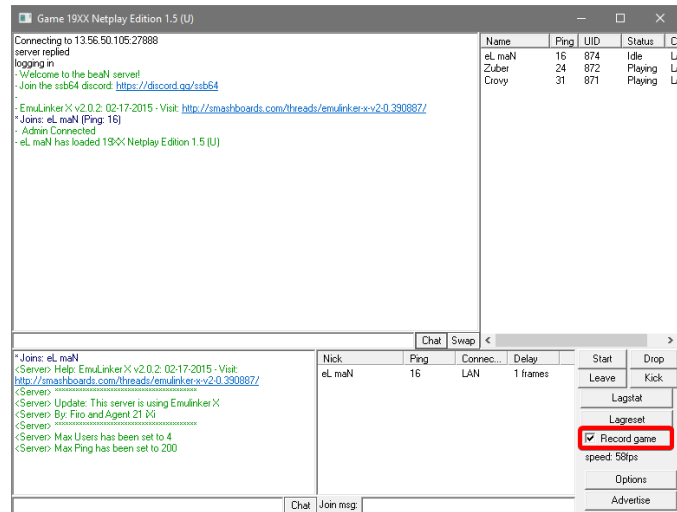 Game 19XX Netplay Edition 1.5 (U)
Connecting to 13.56.50.105:27888
server replied
logging in
- Welcome to the beaN server!
- Join the ssb64 discord: https://discord.gg/ssb64
-
- EmuLinker X v2.0.2: 02-17-2015 - Visit: http://smashboards.com/threads/emulinker-x-v2-0.390887/
* Joins: eL maN (Ping: 16)
- Admin Connected
- eL maN has loaded 19XX Netplay Edition 1.5 (U)
Name Ping UID Status C
eL maN 16 874 Idle L
Zuber 24 872 Playing L
Crovy 31 871 Playing L
Chat Swap
* Joins: eL maN
<Server> Help: EmuLinker X v2.0.2: 02-17-2015 - Visit:
http://smashboards.com/threads/emulinker-x-v2-0.390887/
<Server> Update: This server is using Emulinker X
<Server> By: Firo and Agent 21 iXi
<Server>
<Server> Max Users has been set to 4
<Server> Max Ping has been set to 200
Chat
Nick Ping Connec... Delay
eL maN 16 LAN 1 frames
Join msg:
Start Drop
Leave Kick
Lagstat
Lagreset
Record game
speed: 58fps
Options
Advertise